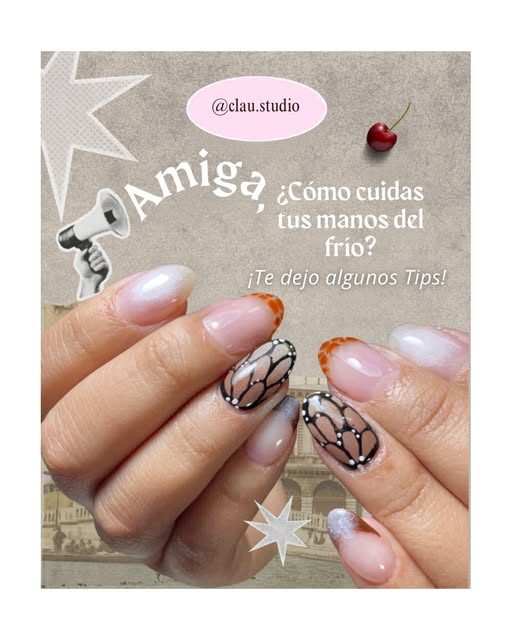 @clau.studio
Amiga,
¿Cómo cuidas
tus manos del
frío?
¡Te dejo algunos Tips!